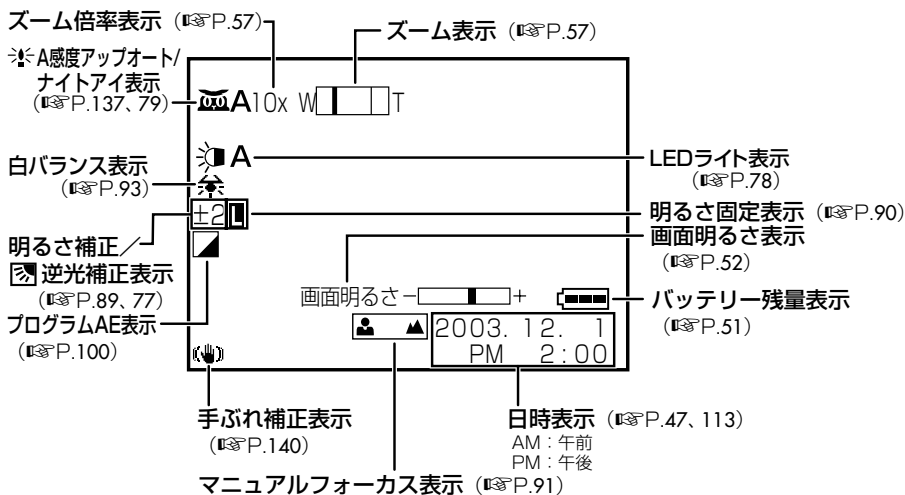 ズーム倍率表示（☞P.57）
ズーム表示（☞P.57）
A感度アップオート/
ナイトアイ表示
（☞P.137、79）
A10x W T
A
LEDライト表示
（☞P.78）
白バランス表示
（☞P.93）
±2 L
明るさ固定表示（☞P.90）
明るさ補正／
逆光補正表示
（☞P.89、77）
画面明るさ表示
（☞P.52）
画面明るさ− +
バッテリー残量表示
（☞P.51）
プログラムAE表示
（☞P.100）
2003. 12. 1
PM 2:00
手ぶれ補正表示
（☞P.140）
日時表示（☞P.47、113）
AM：午前
PM：午後
マニュアルフォーカス表示（☞P.91）